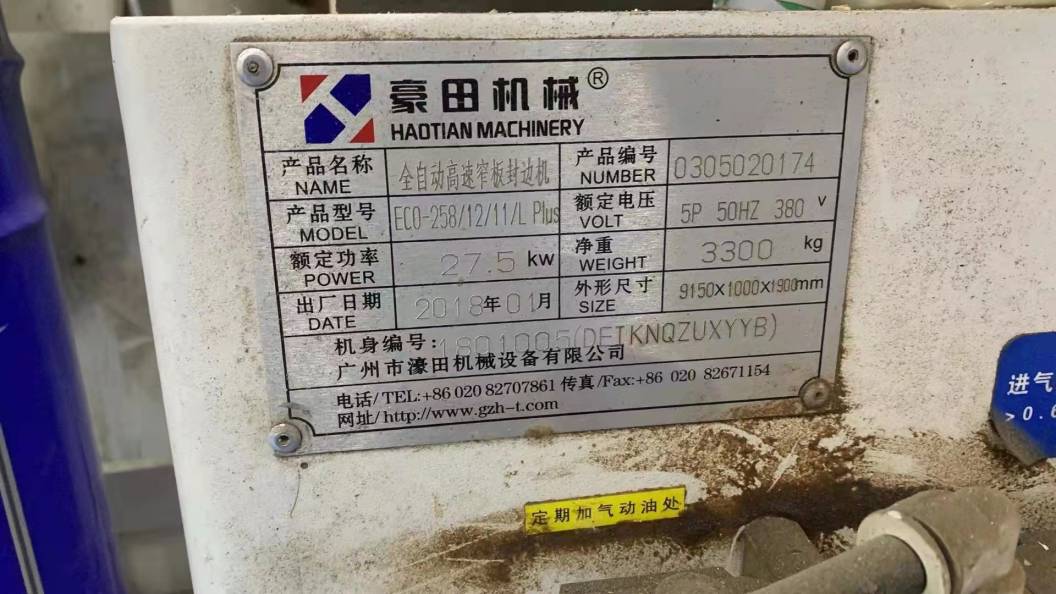 豪田机械®
HAOTIAN MACHINERY
产品名称 全自动高速窄板封边机 产品编号 0305020174
NAME NUMBER
产品型号 ECO-258/12/11/L Plus 额定电压 5P 50HZ 380 V
MODEL VOLT
额定功率 27.5 kw 净重 3300 kg
POWER WEIGHT
出厂日期 2018年01月 外形尺寸 9150×1000×1900mm
DATE SIZE
机身编号: 1801005(DEIKNQZUXYYB)
广州市濠田机械设备有限公司
电话/TEL:+86 020 82707861 传真/Fax:+86 020 82671154
网址/http://www.gzh-t.com
进气
>0.6
定期加气动油处